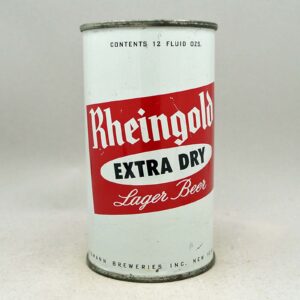 CONTENTS 12 FLUID OZS.
Rheingold
EXTRA DRY
Lager Beer
BREWERIES INC. NEW